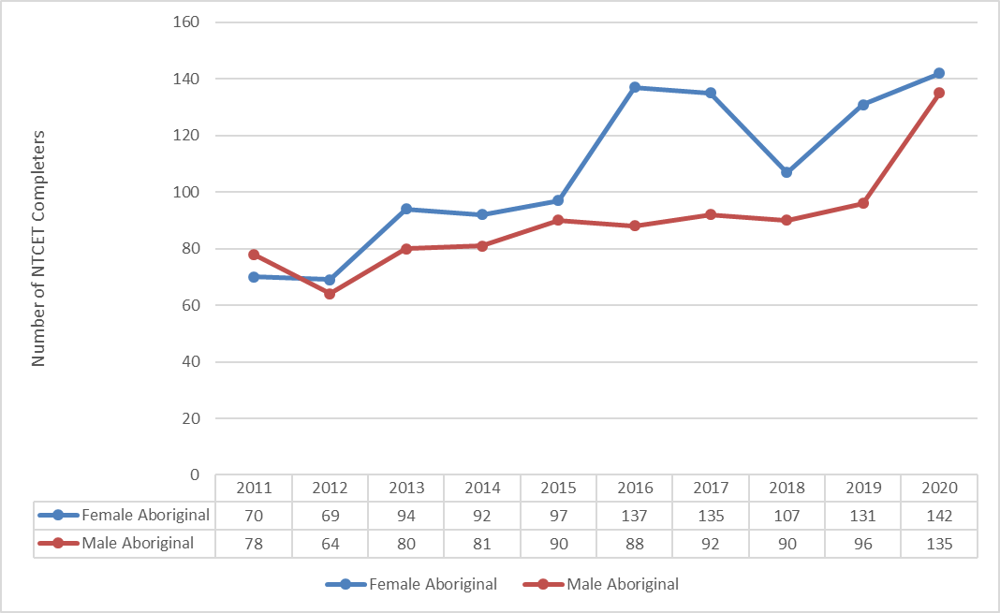 160
140
120
100
80
60
40
20
0
Number of NTCET Completers
2011 2012 2013 2014 2015 2016 2017 2018 2019 2020
Female Aboriginal 70 69 94 92 97 137 135 107 131 142
Male Aboriginal 78 64 80 81 90 88 92 90 96 135
Female Aboriginal Male Aboriginal